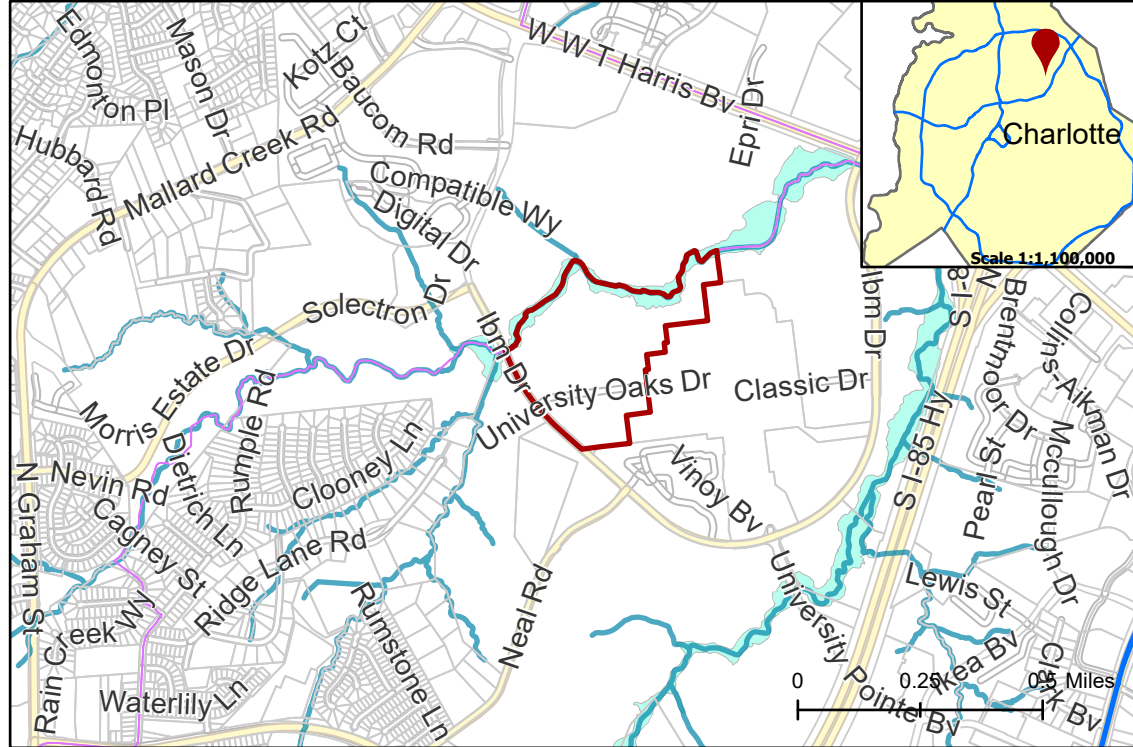 Edmonton Pl
Mason Dr
Kotz Ct
Baucom Rd
W W T Harris Bv
Epri Dr
Charlotte
Scale 1:1,100,000
Hubbard Rd
Mallard Creek Rd
Compatible Wy
Digital Dr
Solectron Dr
Ibm Dr
Ibm Dr
Morris Estate Dr
University Oaks Dr
Classic Dr
Brentmoor Dr
Collins-Aikman Dr
N Graham St
Nevin Rd
Dietrich Ln
Rumple Rd
Clooney Ln
Vinoy Bv
S I-85 Hy
Pearl St
Mccullough Dr
Cagney St
Ridge Lane Rd
Rumstone Ln
Neal Rd
University Pointe Bv
Lewis St
Ikea Bv
Clark Bv
Rain Creek Wy
Waterlily Ln
0 0.25 0.5 Miles